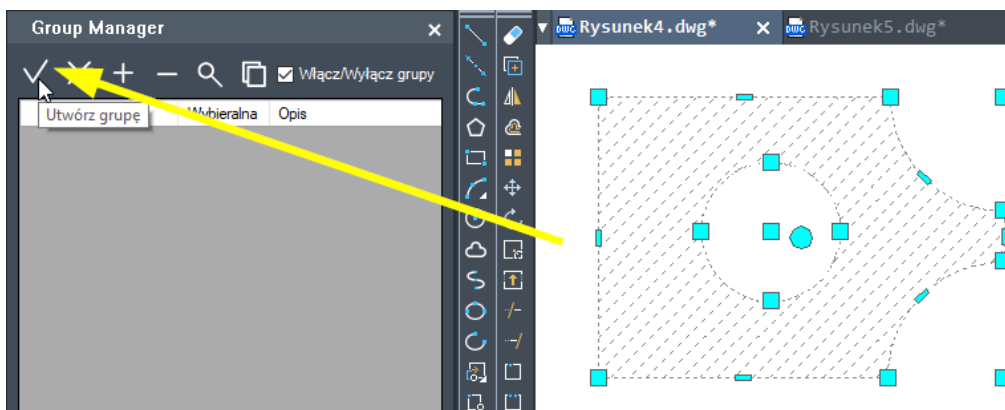 Group Manager
Rysunek4.dwg*
Rysunek5.dwg*
Włącz/Wyłącz grupy
Utwórz grupę
Wybieralna
Opis